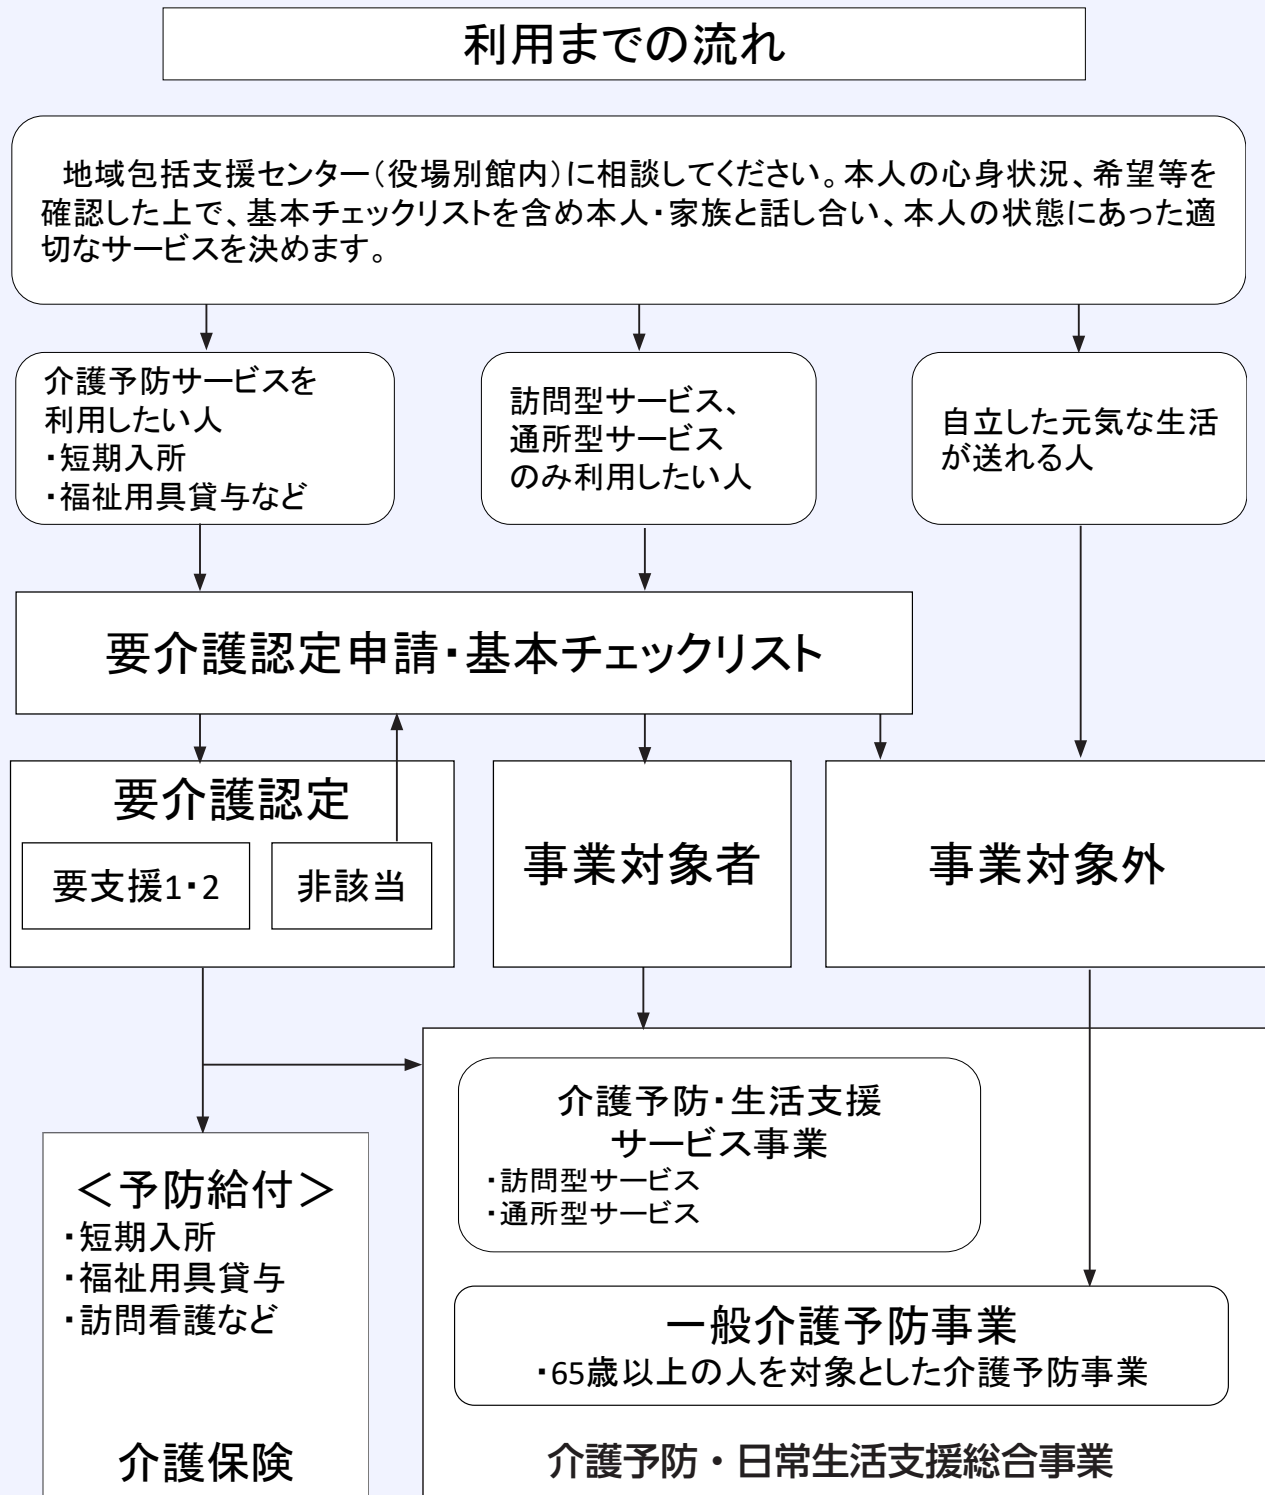 利用までの流れ
地域包括支援センター（役場別館内）に相談してください。本人の心身状況、希望等を
確認した上で、基本チェックリストを含め本人・家族と話し合い、本人の状態にあった適
切なサービスを決めます。
介護予防サービスを
利用したい人
・短期入所
・福祉用具貸与など
訪問型サービス、
通所型サービス
のみ利用したい人
自立した元気な生活
が送れる人
要介護認定申請・基本チェックリスト
要介護認定
要支援1・2
非該当
事業対象者
事業対象外
介護予防・生活支援
サービス事業
・訪問型サービス
・通所型サービス
＜予防給付＞
・短期入所
・福祉用具貸与
・訪問看護など
介護保険
一般介護予防事業
・65歳以上の人を対象とした介護予防事業
介護予防・日常生活支援総合事業